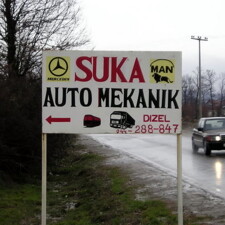 SUKA
MERCEDES
MAN
AUTO MEKANIK
DIZEL
288-847